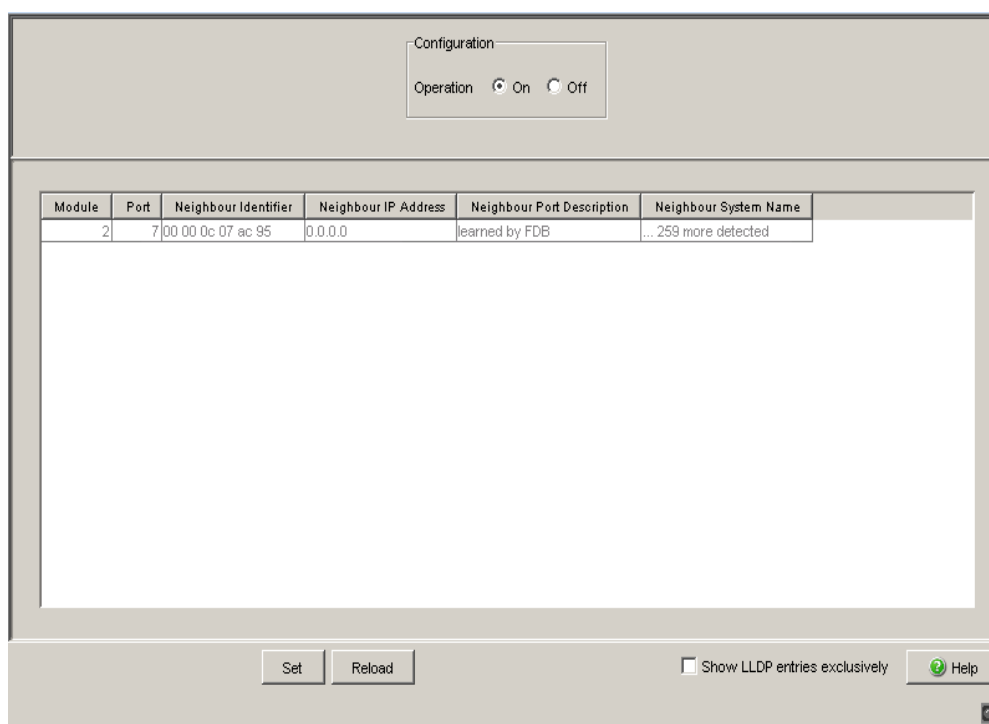 Configuration
Operation On Off
Module Port Neighbour Identifier Neighbour IP Address Neighbour Port Description Neighbour System Name
2 7 00 00 0c 07 ac 95 0.0.0.0 learned by FDB ... 259 more detected
Set Reload Show LLDP entries exclusively Help